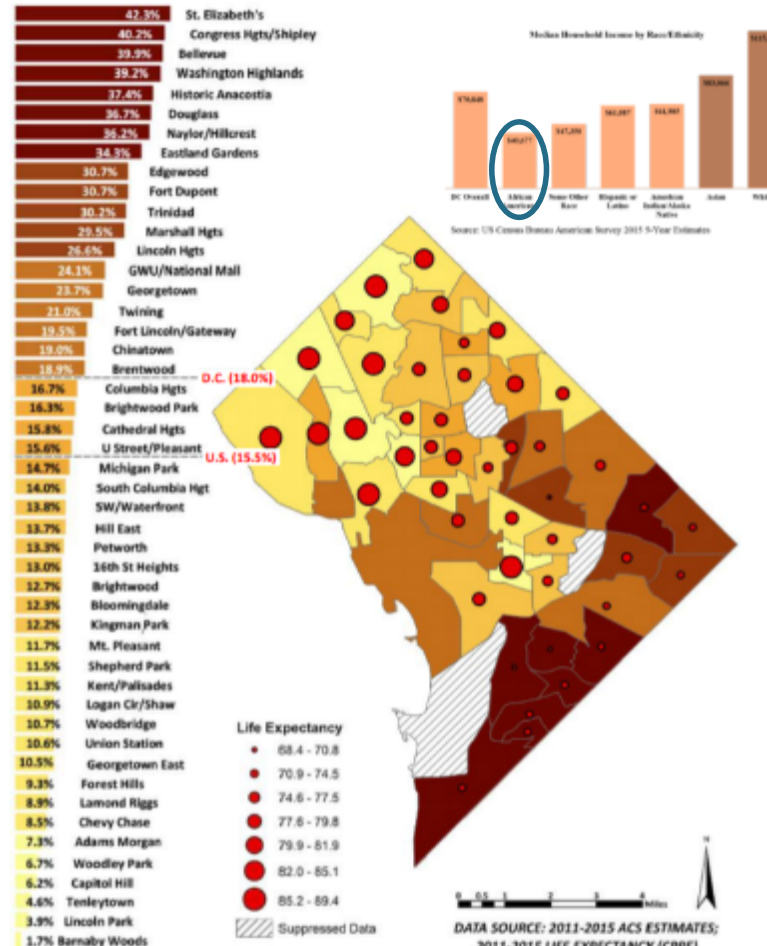 42.3% St. Elizabeth's
40.2% Congress Hgts/Shipley
39.9% Bellevue
39.2% Washington Highlands
37.4% Historic Anacostia
36.7% Douglass
36.2% Naylor/Hillcrest
34.3% Eastland Gardens
30.7% Edgewood
30.7% Fort Dupont
30.2% Trinidad
29.5% Marshall Hgts
26.6% Lincoln Hgts
24.1% GWU/National Mall
23.7% Georgetown
21.0% Twining
19.5% Fort Lincoln/Gateway
19.0% Chinatown
18.9% Brentwood
D.C. (18.0%)
16.7% Columbia Hgts
16.3% Brightwood Park
15.8% Cathedral Hgts
15.6% U Street/Pleasant
U.S. (15.5%)
14.7% Michigan Park
14.0% South Columbia Hgt
13.8% SW/Waterfront
13.7% Hill East
13.3% Petworth
13.0% 16th St Heights
12.7% Brightwood
12.3% Bloomingdale
12.2% Kingman Park
11.7% Mt. Pleasant
11.5% Shepherd Park
11.3% Kent/Palisades
10.9% Logan Cir/Shaw
10.7% Woodbridge
10.6% Union Station
10.5% Georgetown East
9.3% Forest Hills
8.9% Lamond Riggs
8.5% Chevy Chase
7.3% Adams Morgan
6.7% Woodley Park
6.2% Capitol Hill
4.6% Tenleytown
3.9% Lincoln Park
1.7% Barnaby Woods
Median Household Income by Race/Ethnicity
DC Overall
African American
Some Other Race
Hispanic or Latino
American Indian/Alaska Native
Asian
Source: US Census Bureau American Survey 2015 5-Year Estimates
Life Expectancy
68.4 - 70.8
70.9 - 74.5
74.6 - 77.5
77.6 - 79.8
79.9 - 81.9
82.0 - 85.1
85.2 - 89.4
Suppressed Data
N
0 0.5 1 2 3 4
Miles
DATA SOURCE: 2011-2015 ACS ESTIMATES;
2011-2015 LIFE EXPECTANCY